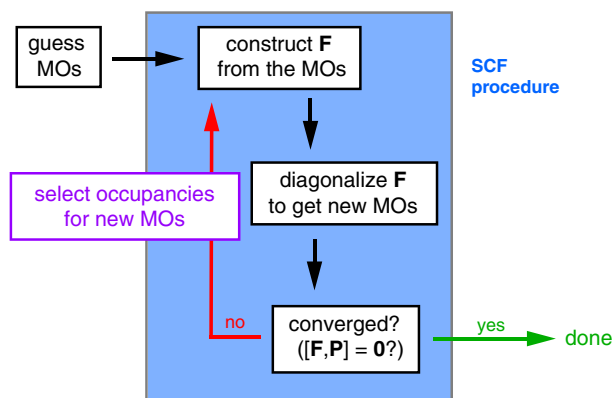 guess
MOs
construct F
from the MOs
SCF
procedure
select occupancies
for new MOs
diagonalize F
to get new MOs
no
converged?
([F,P] = 0?)
yes
done